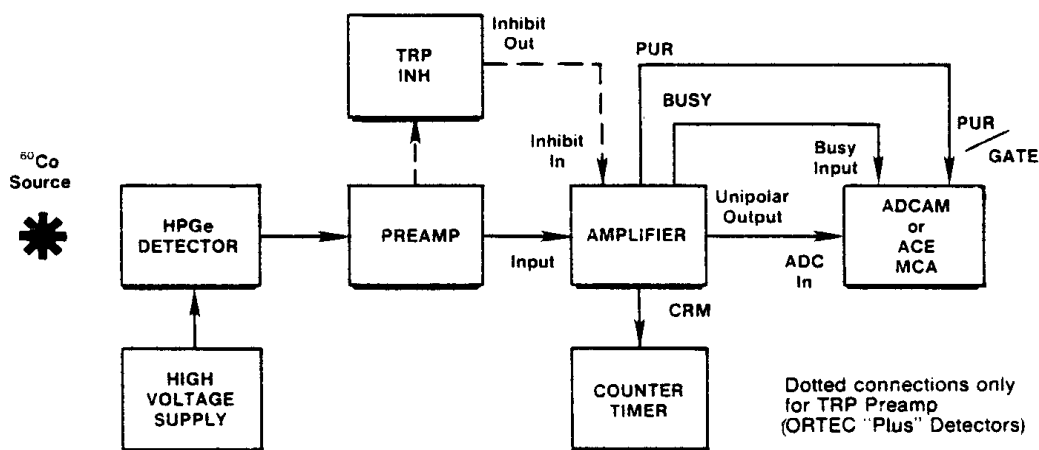 Inhibit
Out
TRP
INH
PUR
BUSY
PUR
/
GATE
Inhibit
In
Busy
Input
⁶⁰Co
Source
HPGe
DETECTOR
PREAMP
Input
AMPLIFIER
Unipolar
Output
ADC
In
ADCAM
or
ACE
MCA
CRM
HIGH
VOLTAGE
SUPPLY
COUNTER
TIMER
Dotted connections only
for TRP Preamp
(ORTEC "Plus" Detectors)